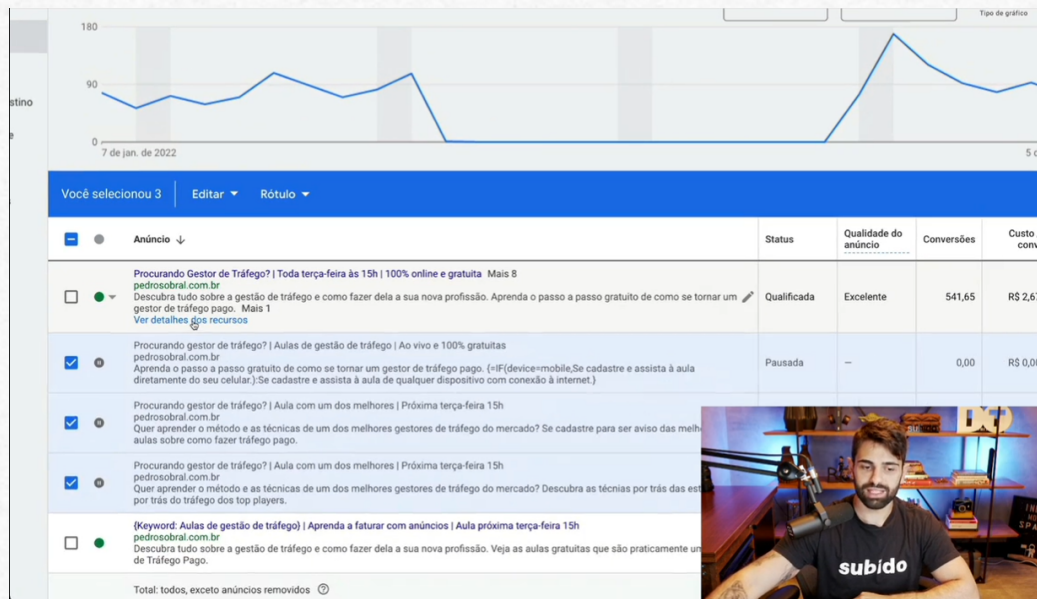 Tipo de gráfico
180
90
0
7 de jan. de 2022
5 d
stino
e
Você selecionou 3 Editar Rótulo
Anúncio Status Qualidade do anúncio Conversões Custo conv
Procurando Gestor de Tráfego? | Toda terça-feira às 15h | 100% online e gratuita Mais 8
pedrosobral.com.br
Descubra tudo sobre a gestão de tráfego e como fazer dela a sua nova profissão. Aprenda o passo a passo gratuito de como se tornar um Qualificada Excelente 541,65 R$ 2,67
gestor de tráfego pago. Mais 1
Ver detalhes dos recursos
Procurando gestor de tráfego? | Aulas de gestão de tráfego | Ao vivo e 100% gratuitas
pedrosobral.com.br Pausada – 0,00 R$ 0,00
Aprenda o passo a passo gratuito de como se tornar um gestor de tráfego pago. {=IF(device=mobile,Se cadastre e assista à aula
diretamente do seu celular.):Se cadastre e assista à aula de qualquer dispositivo com conexão à internet.}
Procurando gestor de tráfego? | Aula com um dos melhores | Próxima terça-feira 15h
pedrosobral.com.br
Quer aprender o método e as técnicas de um dos melhores gestores de tráfego do mercado? Se cadastre para ser aviso das melh
aulas sobre como fazer tráfego pago.
Procurando gestor de tráfego? | Aula com um dos melhores | Próxima terça-feira 15h
pedrosobral.com.br
Quer aprender o método e as técnicas de um dos melhores gestores de tráfego do mercado? Descubra as técnias por trás das est
por trás do tráfego dos top players.
{Keyword: Aulas de gestão de tráfego} | Aprenda a faturar com anúncios | Aula próxima terça-feira 15h
pedrosobral.com.br
Descubra tudo sobre a gestão de tráfego e como fazer dela a sua nova profissão. Veja as aulas gratuitas que são praticamente um
de Tráfego Pago.
Total: todos, exceto anúncios removidos
subido